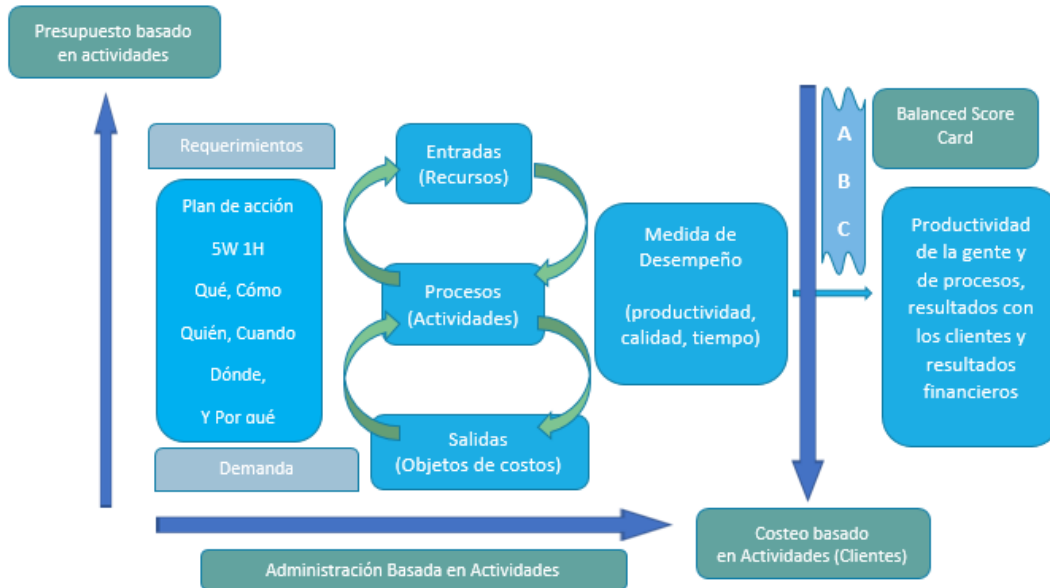 Presupuesto basado
en actividades
Requerimientos
Plan de acción
5W 1H
Qué, Cómo
Quién, Cuando
Dónde,
Y Por qué
Demanda
Entradas
(Recursos)
Procesos
(Actividades)
Salidas
(Objetos de costos)
Medida de
Desempeño
(productividad,
calidad, tiempo)
A
B
C
Balanced Score
Card
Productividad
de la gente y
de procesos,
resultados con
los clientes y
resultados
financieros
Costeo basado
en Actividades (Clientes)
Administración Basada en Actividades